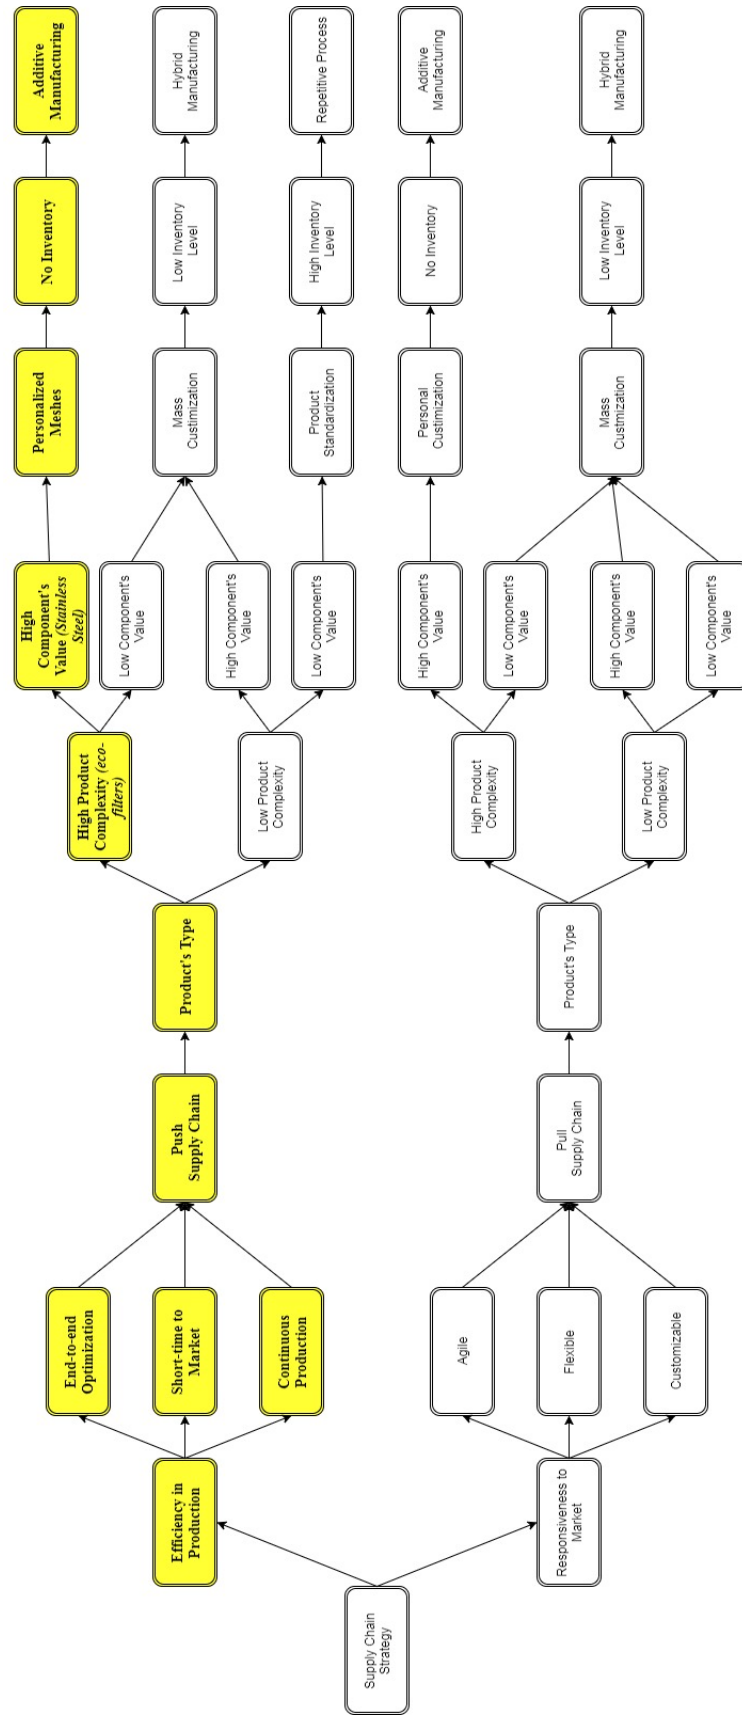 Supply Chain
Strategy
Efficiency in
Production
Responsiveness to
Market
End-to-end
Optimization
Short-time to
Market
Continuous
Production
Agile
Flexible
Customizable
Push
Supply Chain
Pull
Supply Chain
Product's Type
Product's Type
High Product
Complexity (eco-
filters)
Low Product
Complexity
High Product
Complexity
Low Product
Complexity
High
Component's
Value (Stainless
Steel)
Low Component's
Value
High Component's
Value
Low Component's
Value
High Component's
Value
Low Component's
Value
High Component's
Value
Low Component's
Value
Personalized
Meshes
Mass
Custimization
Product
Standardization
Personal
Custimization
Mass
Custmization
No Inventory
Low Inventory
Level
High Inventory
Level
No Inventory
Low Inventory
Level
Additive
Manufacturing
Hybrid
Manufacturing
Repetitive Process
Additive
Manufacturing
Hybrid
Manufacturing